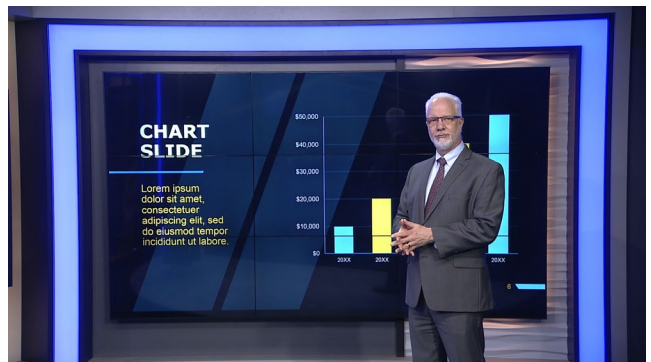 CHART
SLIDE
Lorem ipsum
dolor sit amet,
consectetuer
adipiscing elit, sed
do eiusmod tempor
incididunt ut labore.
$50,000
$40,000
$30,000
$20,000
$10,000
$0
20XX
20XX
20XX
6